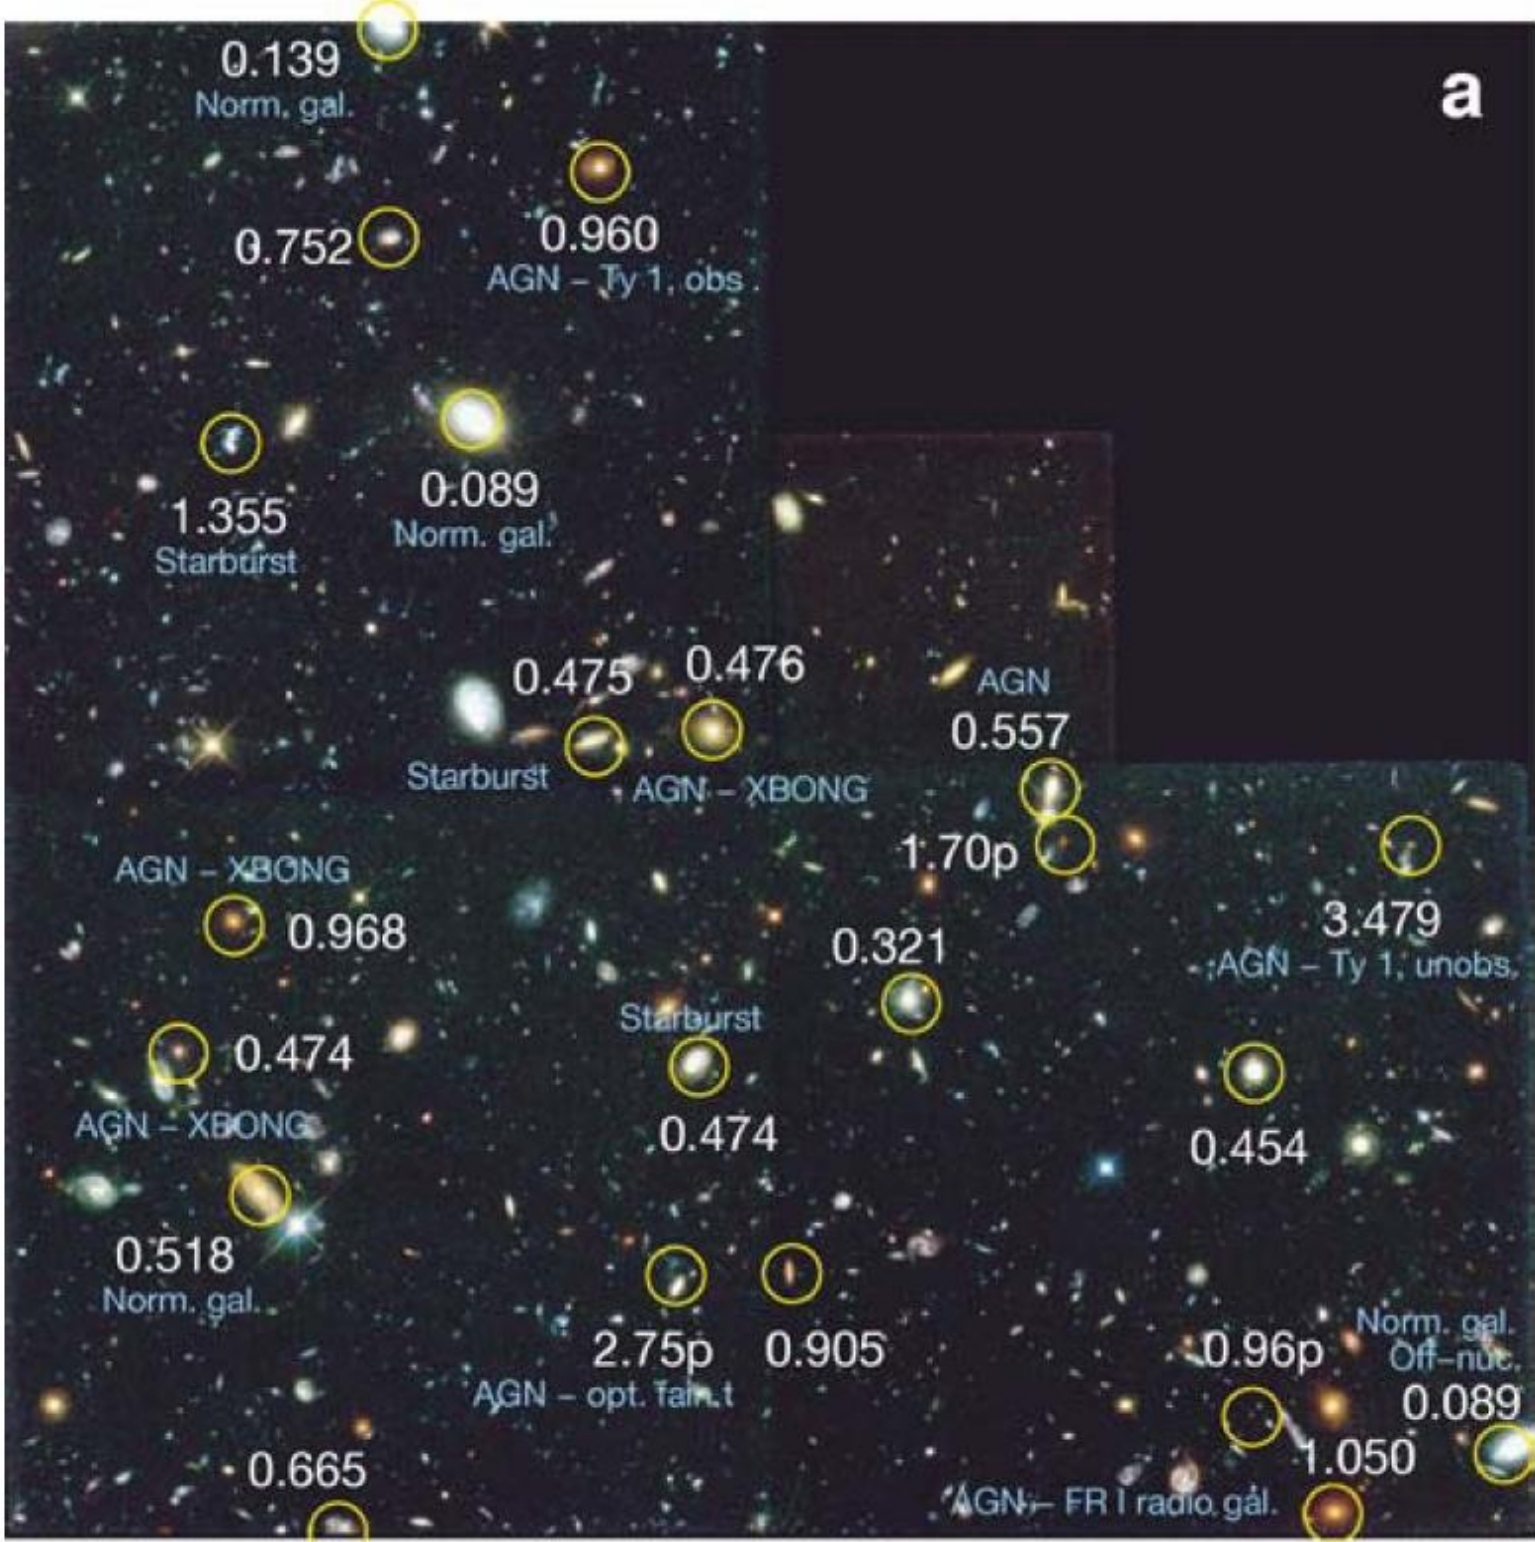 a
0.139
Norm. gal.
0.960
AGN – Ty 1, obs.
0.752
1.355
Starburst
0.089
Norm. gal.
0.475
Starburst
0.476
AGN – XBONG
AGN
0.557
1.70p
3.479
AGN – Ty 1, unobs.
AGN – XBONG
0.968
0.321
Starburst
0.474
0.474
AGN – XBONG
0.454
0.518
Norm. gal.
2.75p
AGN – opt. fain.t
0.905
0.96p
Norm. gal.
Off–nuc.
0.089
1.050
AGN – FR I radio gal.
0.665